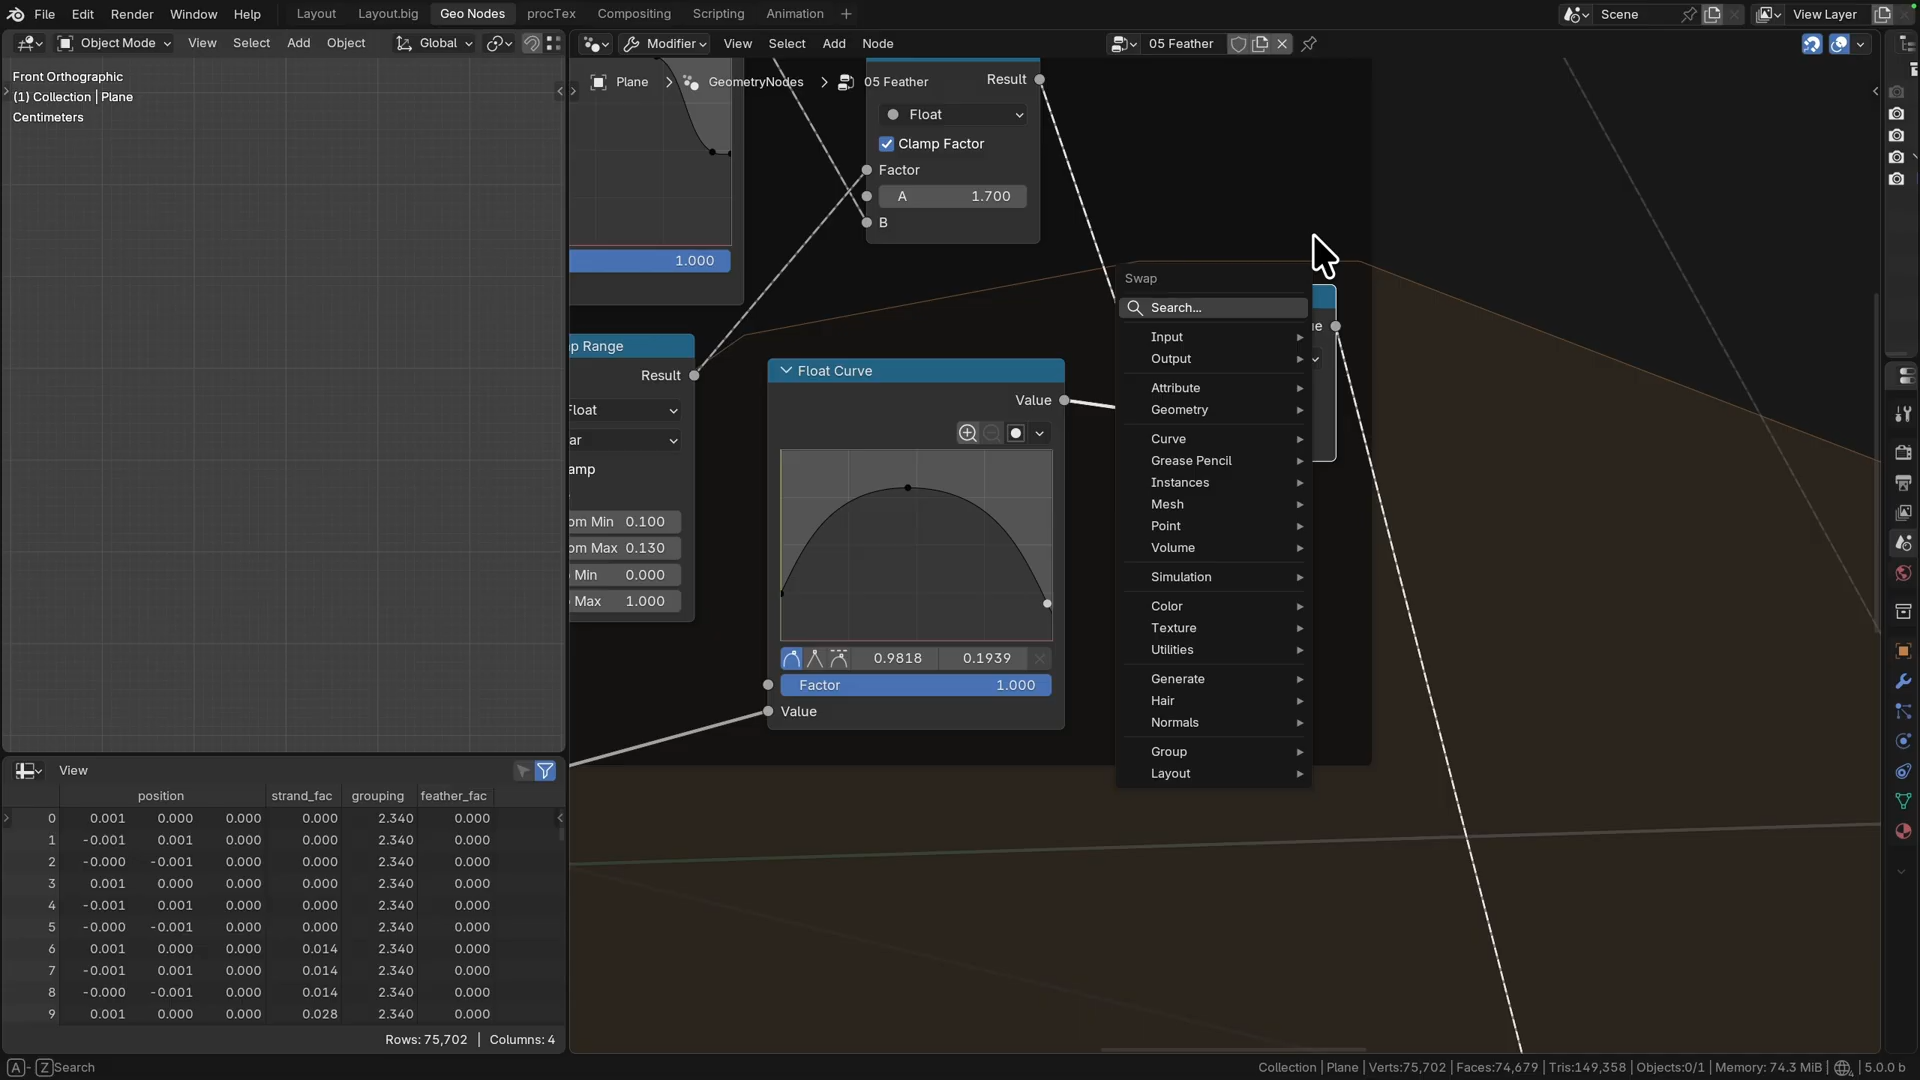 File Edit Render Window Help Layout Layout.big Geo Nodes procTex Compositing Scripting Animation + Scene View Layer
Object Mode View Select Add Object Global
Modifier View Select Add Node 05 Feather
Front Orthographic
(1) Collection | Plane
Centimeters
Plane > GeometryNodes > 05 Feather
Result
Float
Clamp Factor
Factor
A 1.700
B
1.000
p Range
Result
Float
ar
amp
om Min 0.100
om Max 0.130
Min 0.000
Max 1.000
Float Curve
Value
0.9818 0.1939
Factor 1.000
Value
Swap
Search...
Input
Output
Attribute
Geometry
Curve
Grease Pencil
Instances
Mesh
Point
Volume
Simulation
Color
Texture
Utilities
Generate
Hair
Normals
Group
Layout
e
View
position strand_fac grouping feather_fac
0 0.001 0.000 0.000 0.000 2.340 0.000
1 -0.001 0.001 0.000 0.000 2.340 0.000
2 -0.000 -0.001 0.000 0.000 2.340 0.000
3 0.001 0.000 0.000 0.000 2.340 0.000
4 -0.001 0.001 0.000 0.000 2.340 0.000
5 -0.000 -0.001 0.000 0.000 2.340 0.000
6 0.001 0.000 0.000 0.014 2.340 0.000
7 -0.001 0.001 0.000 0.014 2.340 0.000
8 -0.000 -0.001 0.000 0.014 2.340 0.000
9 0.001 0.000 0.000 0.028 2.340 0.000
Rows: 75,702 | Columns: 4
A - Z Search
Collection | Plane | Verts:75,702 | Faces:74,679 | Tris:149,358 | Objects:0/1 | Memory: 74.3 MiB | 5.0.0 b